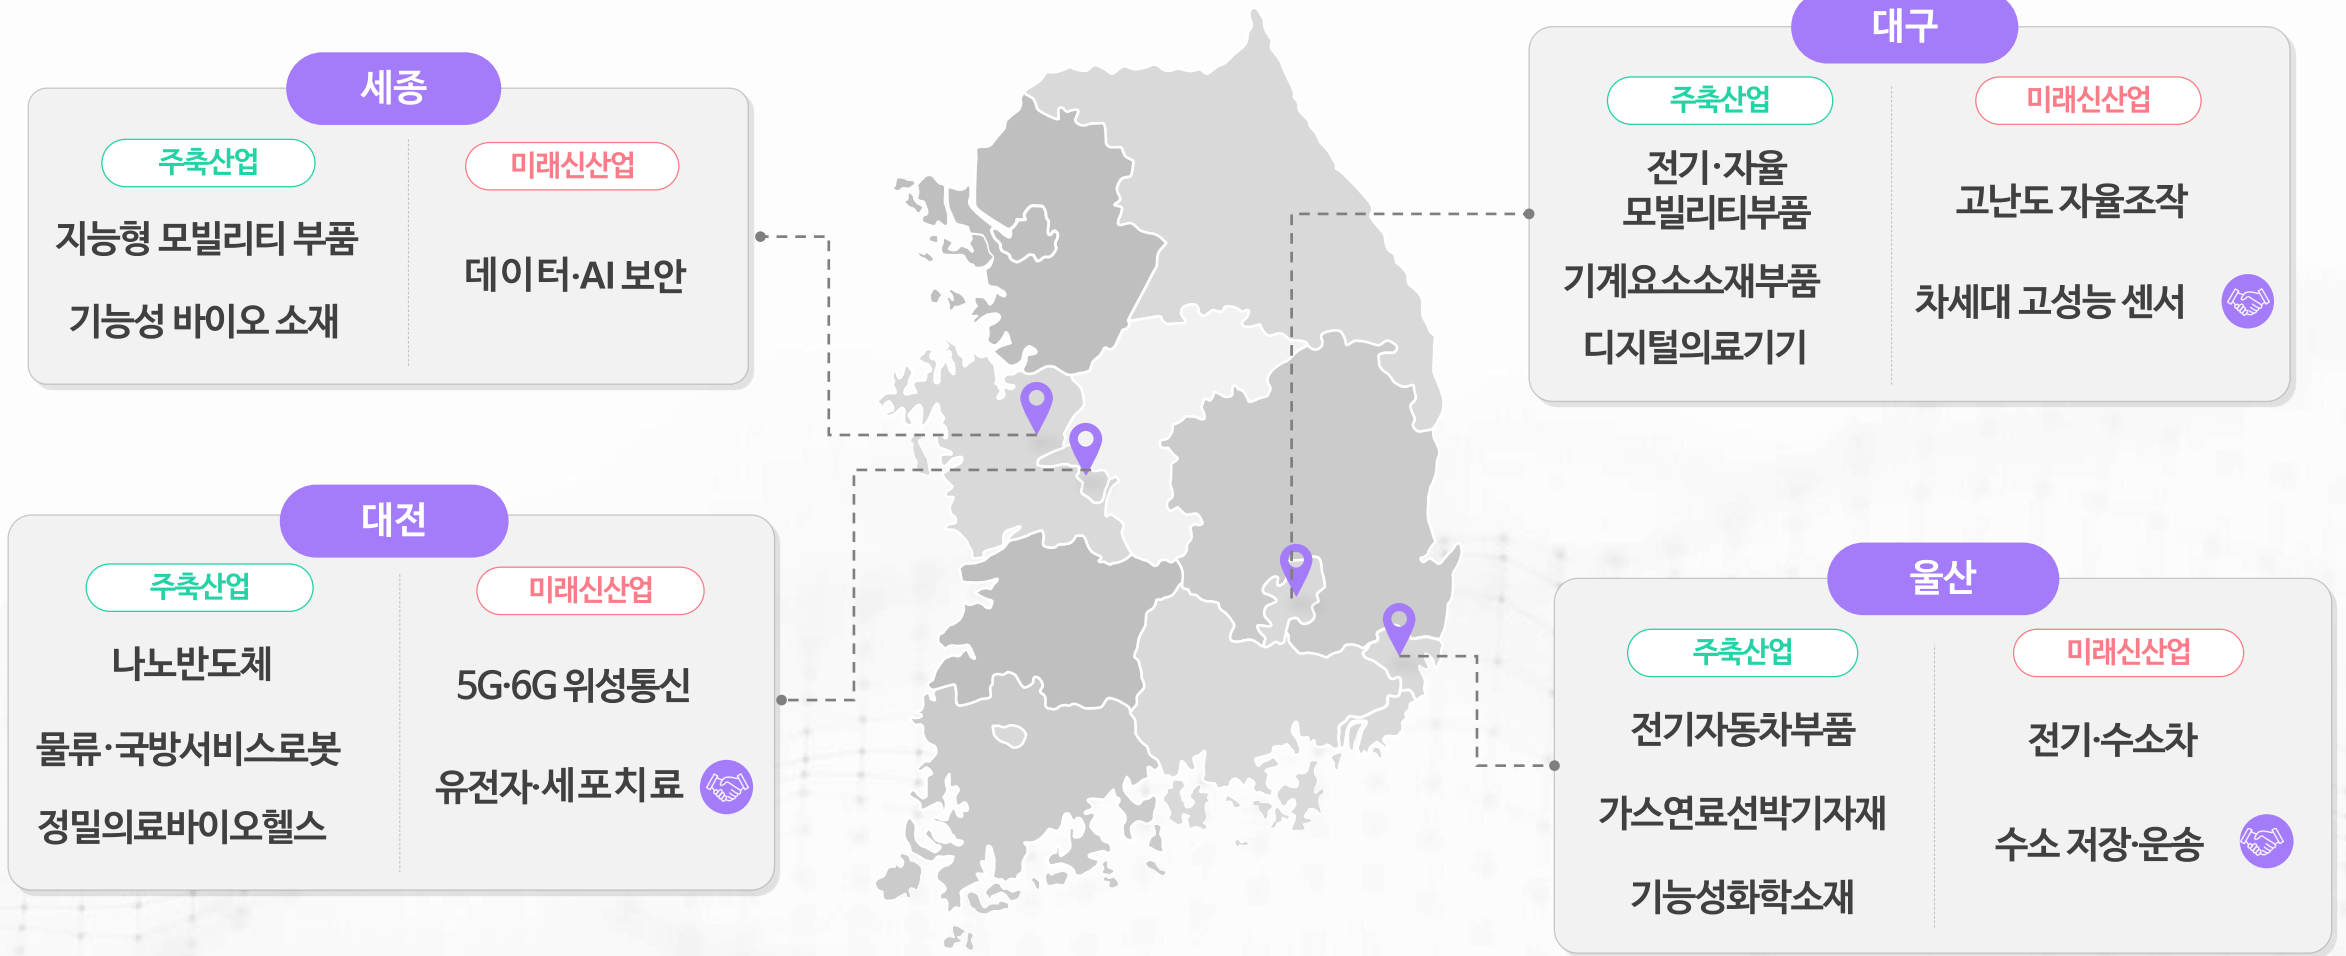 세종
주축산업
미래신산업
지능형 모빌리티 부품
기능성 바이오 소재
데이터·AI 보안
대구
주축산업
미래신산업
전기·자율
모빌리티부품
기계요소소재부품
디지털의료기기
고난도 자율조작
차세대 고성능 센서
대전
주축산업
미래신산업
나노반도체
물류·국방서비스로봇
정밀의료바이오헬스
5G·6G 위성통신
유전자·세포치료
울산
주축산업
미래신산업
전기자동차부품
가스연료선박기자재
기능성화학소재
전기·수소차
수소 저장·운송